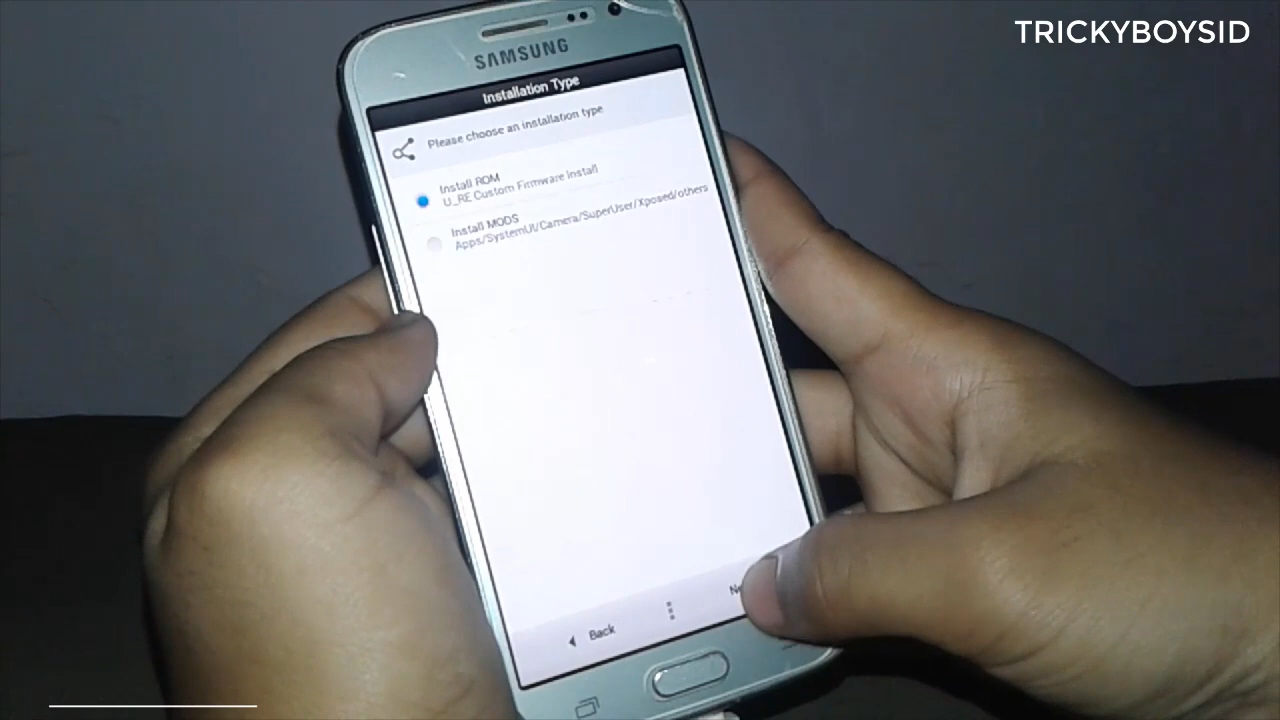 TRICKYBOYSID
SAMSUNG
Installation Type
Please choose an installation type
Install ROM
U_RE Custom Firmware Install
Install MODS
Apps/SystemUI/Camera/SuperUser/Xposed/others
Back